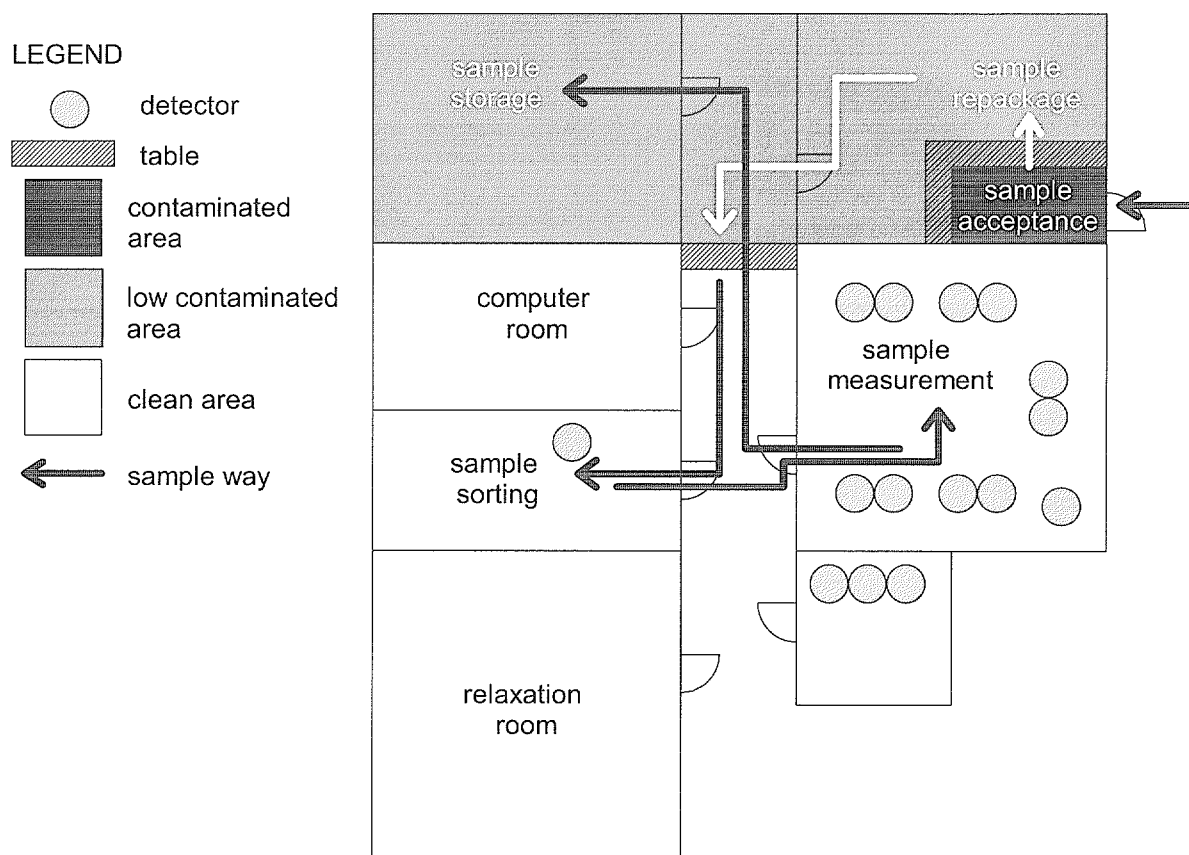 LEGEND
detector
table
contaminated
area
low contaminated
area
clean area
sample way
sample
storage
sample
repackage
sample
acceptance
computer
room
sample
measurement
sample
sorting
relaxation
room